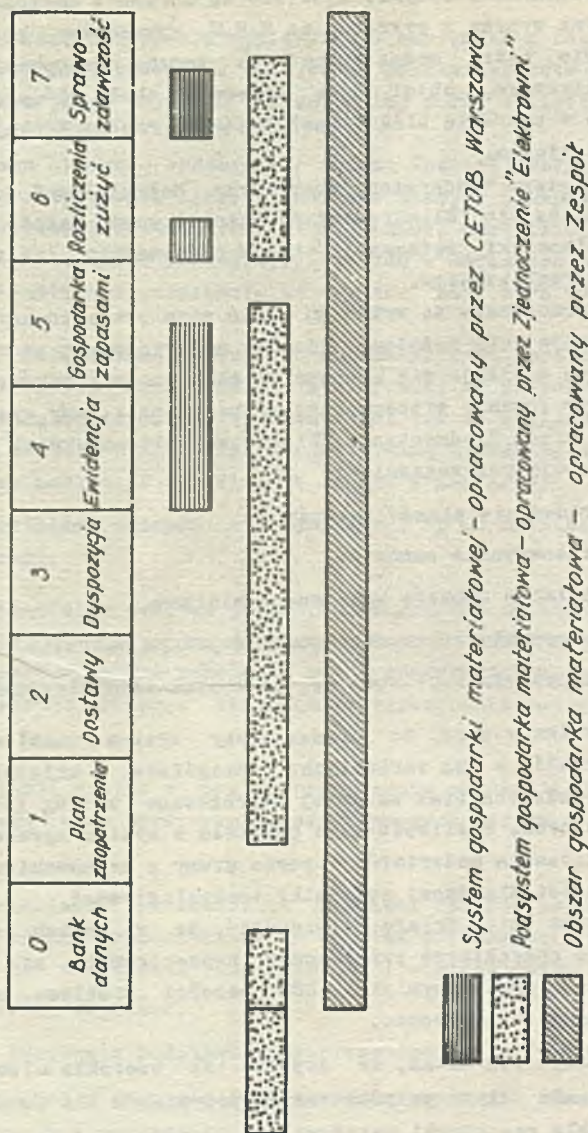 0 1 2 3 4 5 6 7
Bank danych
plan zaopatrzenia
Dostawy
Dyspozycja
Ewidencja
Gospodarka zapasami
Rozliczenia zużyć
Sprawo-zdawczość
System gospodarki materiałowej - opracowany przez CETOB Warszawa
Podsystem gospodarka materiałowa - opracowany przez Zjednoczenie "Elektrowni"
Obszar gospodarka materiałowa - opracowany przez Zespół